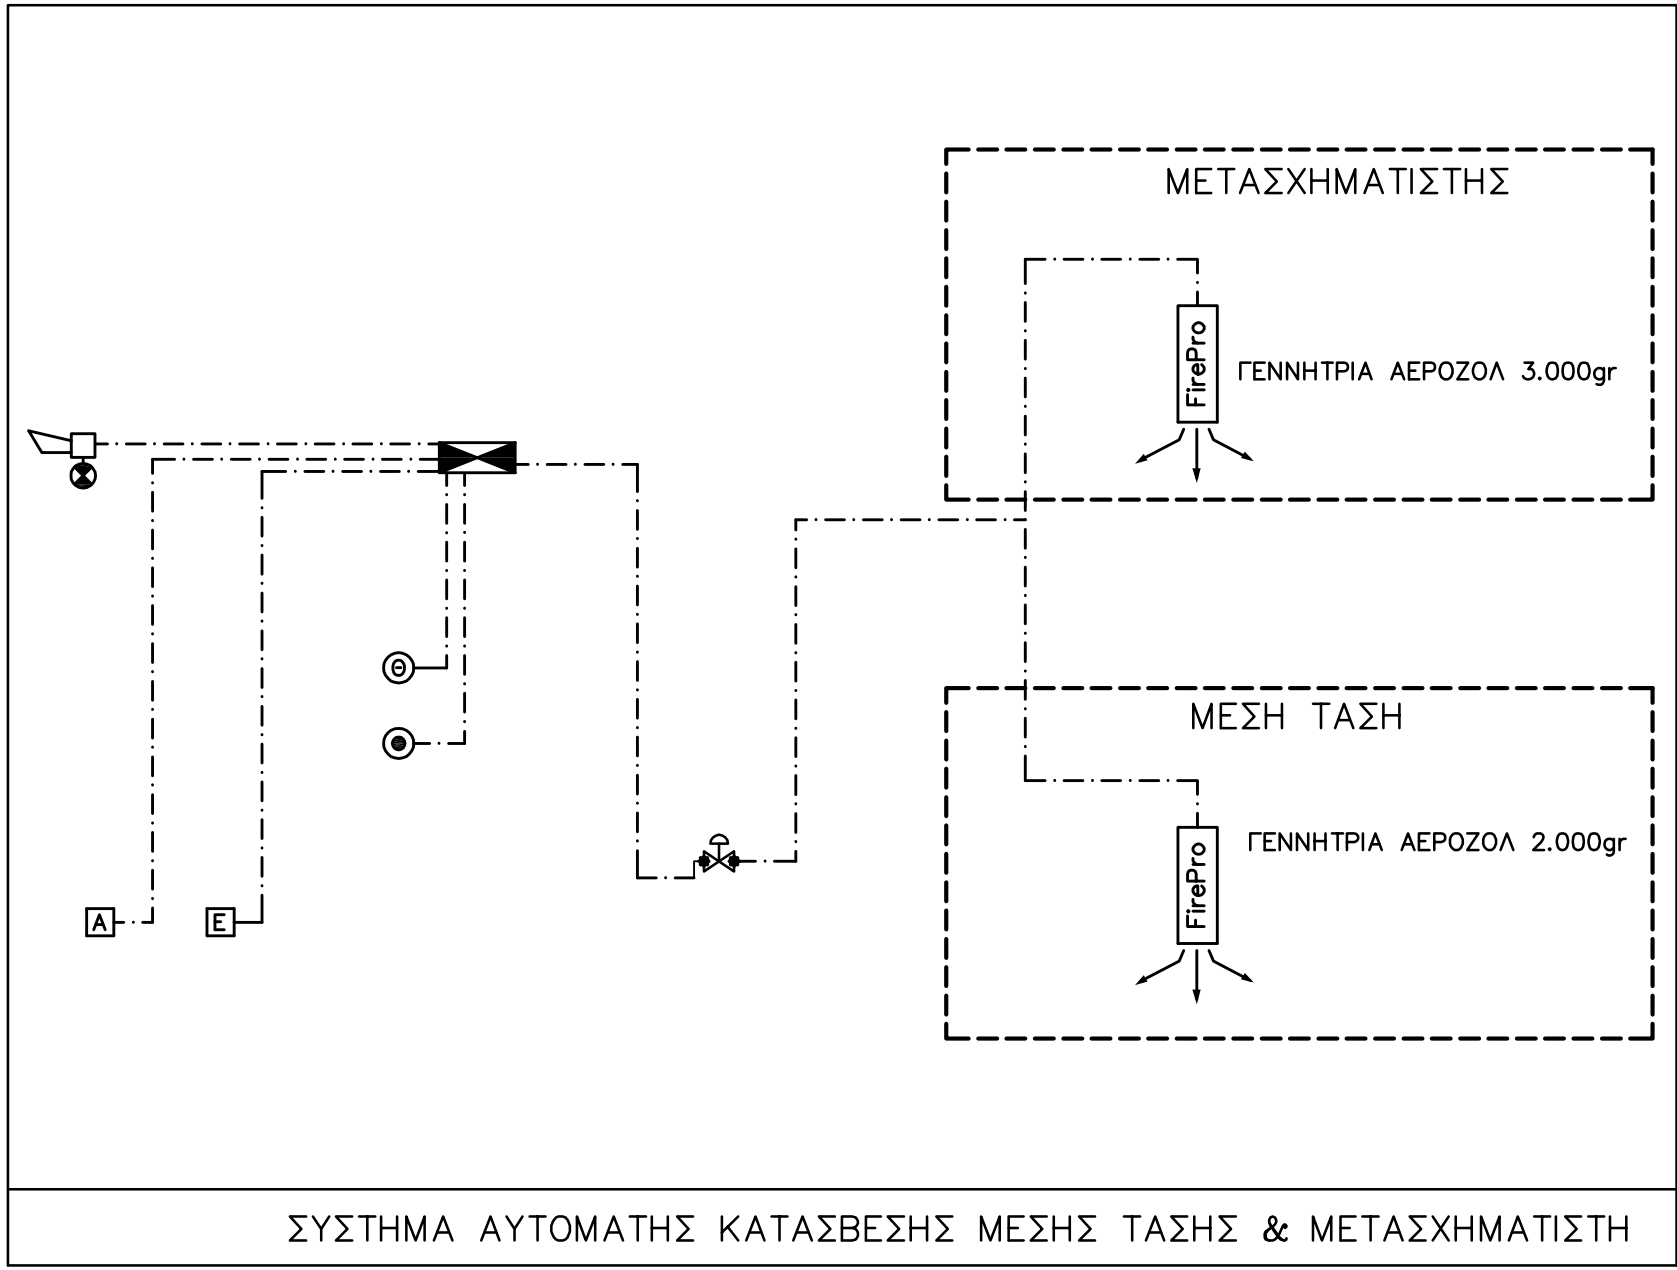 ΜΕΤΑΣΧΗΜΑΤΙΣΤΗΣ
FirePro
ΓΕΝΝΗΤΡΙΑ ΑΕΡΟΖΟΛ 3.000gr
Θ
ΜΕΣΗ ΤΑΣΗ
FirePro
ΓΕΝΝΗΤΡΙΑ ΑΕΡΟΖΟΛ 2.000gr
Α Ε
ΣΥΣΤΗΜΑ ΑΥΤΟΜΑΤΗΣ ΚΑΤΑΣΒΕΣΗΣ ΜΕΣΗΣ ΤΑΣΗΣ & ΜΕΤΑΣΧΗΜΑΤΙΣΤΗ